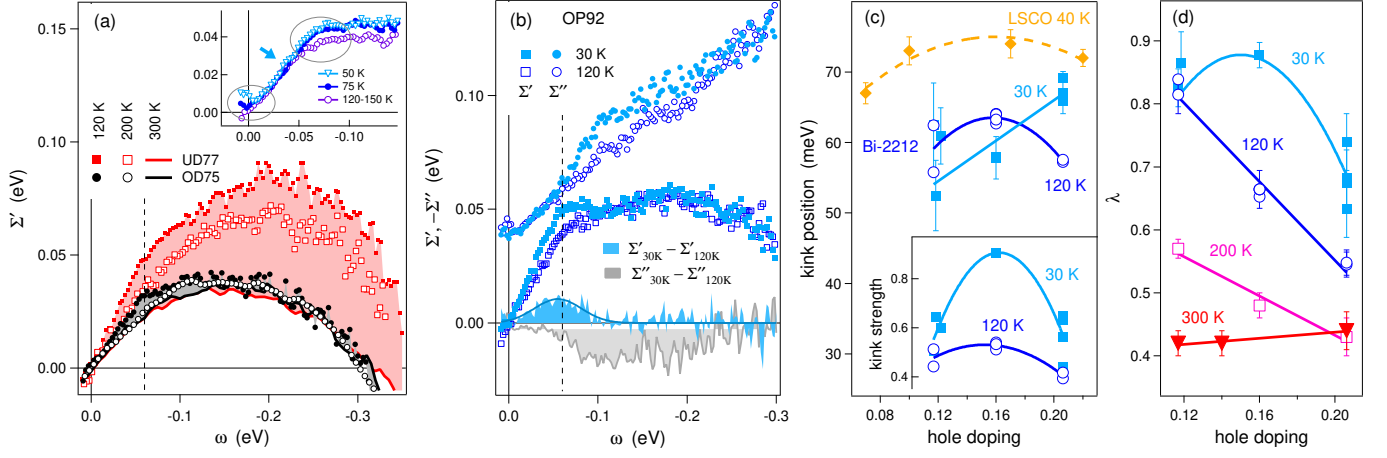 (a)
0.15
0.10
0.05
0.00
Σ′ (eV)
0.0
-0.1
-0.2
-0.3
ω (eV)
0.04
0.02
0.00
0.00
-0.05
-0.10
50 K
75 K
120-150 K
120 K
200 K
300 K
UD77
OD75
(b)
OP92
30 K
120 K
Σ′ Σ″
0.10
0.05
0.00
Σ′, −Σ″ (eV)
Σ′30K − Σ′120K
Σ″30K − Σ″120K
0.0
-0.1
-0.2
-0.3
ω (eV)
(c)
LSCO 40 K
30 K
Bi-2212
120 K
70
60
50
40
30
kink position (meV)
0.08
0.12
0.16
0.20
hole doping
0.8
0.6
0.4
kink strength
30 K
120 K
(d)
30 K
120 K
200 K
300 K
0.9
0.8
0.7
0.6
0.5
0.4
λ
0.12
0.16
0.20
hole doping